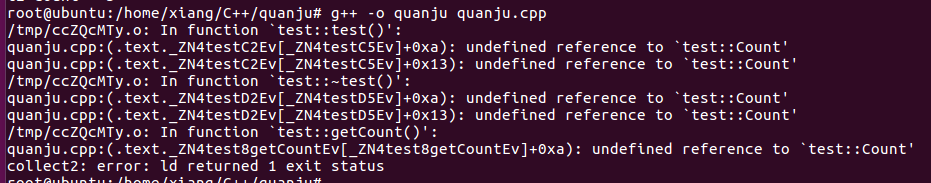 root@ubuntu:/home/xiang/C++/quanju# g++ -o quanju quanju.cpp
/tmp/ccZQcMTy.o: In function `test::test()':
quanju.cpp:(.text._ZN4testC2Ev[_ZN4testC5Ev]+0xa): undefined reference to `test::Count'
quanju.cpp:(.text._ZN4testC2Ev[_ZN4testC5Ev]+0x13): undefined reference to `test::Count'
/tmp/ccZQcMTy.o: In function `test::~test()':
quanju.cpp:(.text._ZN4testD2Ev[_ZN4testD5Ev]+0xa): undefined reference to `test::Count'
quanju.cpp:(.text._ZN4testD2Ev[_ZN4testD5Ev]+0x13): undefined reference to `test::Count'
/tmp/ccZQcMTy.o: In function `test::getCount()':
quanju.cpp:(.text._ZN4test8getCountEv[_ZN4test8getCountEv]+0xa): undefined reference to `test::Count'
collect2: error: ld returned 1 exit status
root@ubuntu:/home/xiang/C++/quanju#